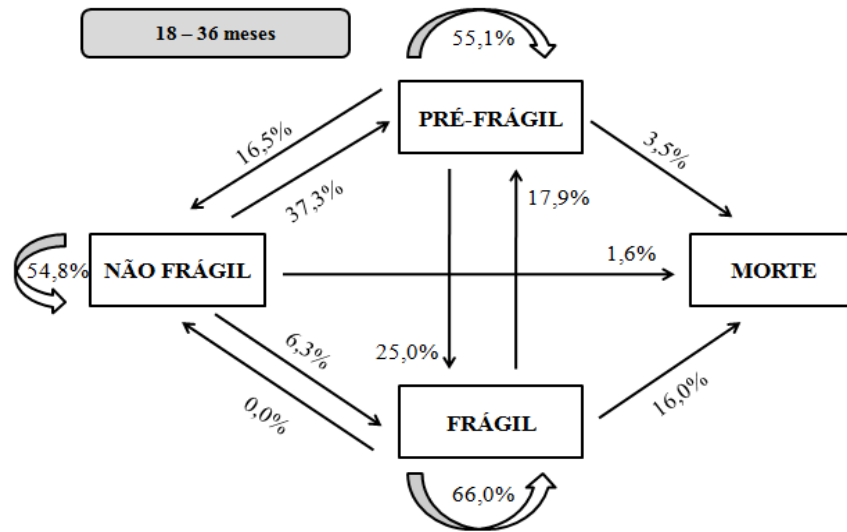 18 – 36 meses
55,1%
PRÉ-FRÁGIL
16,5%
37,3%
3,5%
17,9%
54,8%
NÃO FRÁGIL
1,6%
MORTE
6,3%
0,0%
25,0%
16,0%
FRÁGIL
66,0%